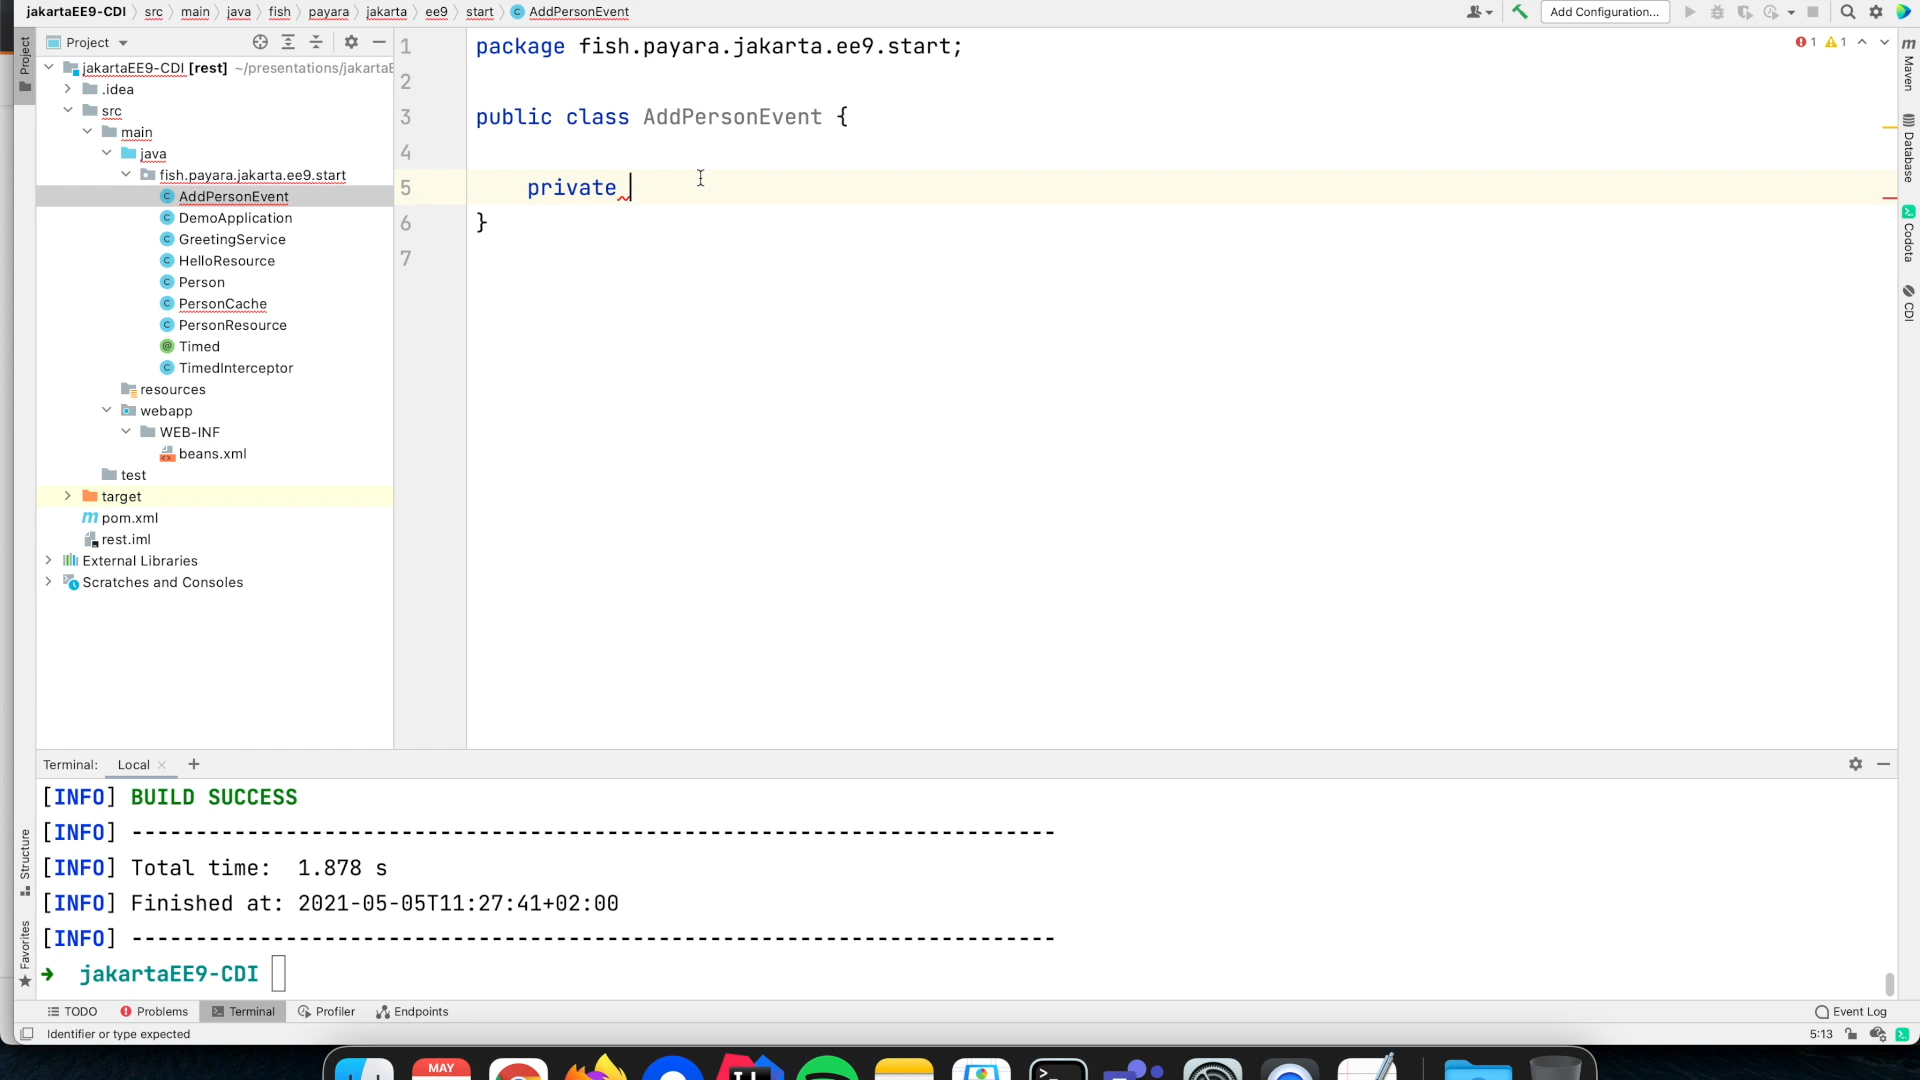 jakartaEE9-CDI src main java fish payara jakarta ee9 start AddPersonEvent
Add Configuration...
Project
jakartaEE9-CDI [rest] ~/presentations/jakartaE
.idea
src
main
java
fish.payara.jakarta.ee9.start
AddPersonEvent
DemoApplication
GreetingService
HelloResource
Person
PersonCache
PersonResource
Timed
TimedInterceptor
resources
webapp
WEB-INF
beans.xml
test
target
pom.xml
rest.iml
External Libraries
Scratches and Consoles
Project
Structure
Favorites
1 package fish.payara.jakarta.ee9.start;
2
3 public class AddPersonEvent {
4
5 private
6 }
7
1 1
Maven
Database
Codota
CDI
Terminal: Local
[INFO] BUILD SUCCESS
[INFO] ------------------------------------------------------------------------
[INFO] Total time:  1.878 s
[INFO] Finished at: 2021-05-05T11:27:41+02:00
[INFO] ------------------------------------------------------------------------
➜ jakartaEE9-CDI
TODO Problems Terminal Profiler Endpoints
Event Log
Identifier or type expected
5:13
MAY